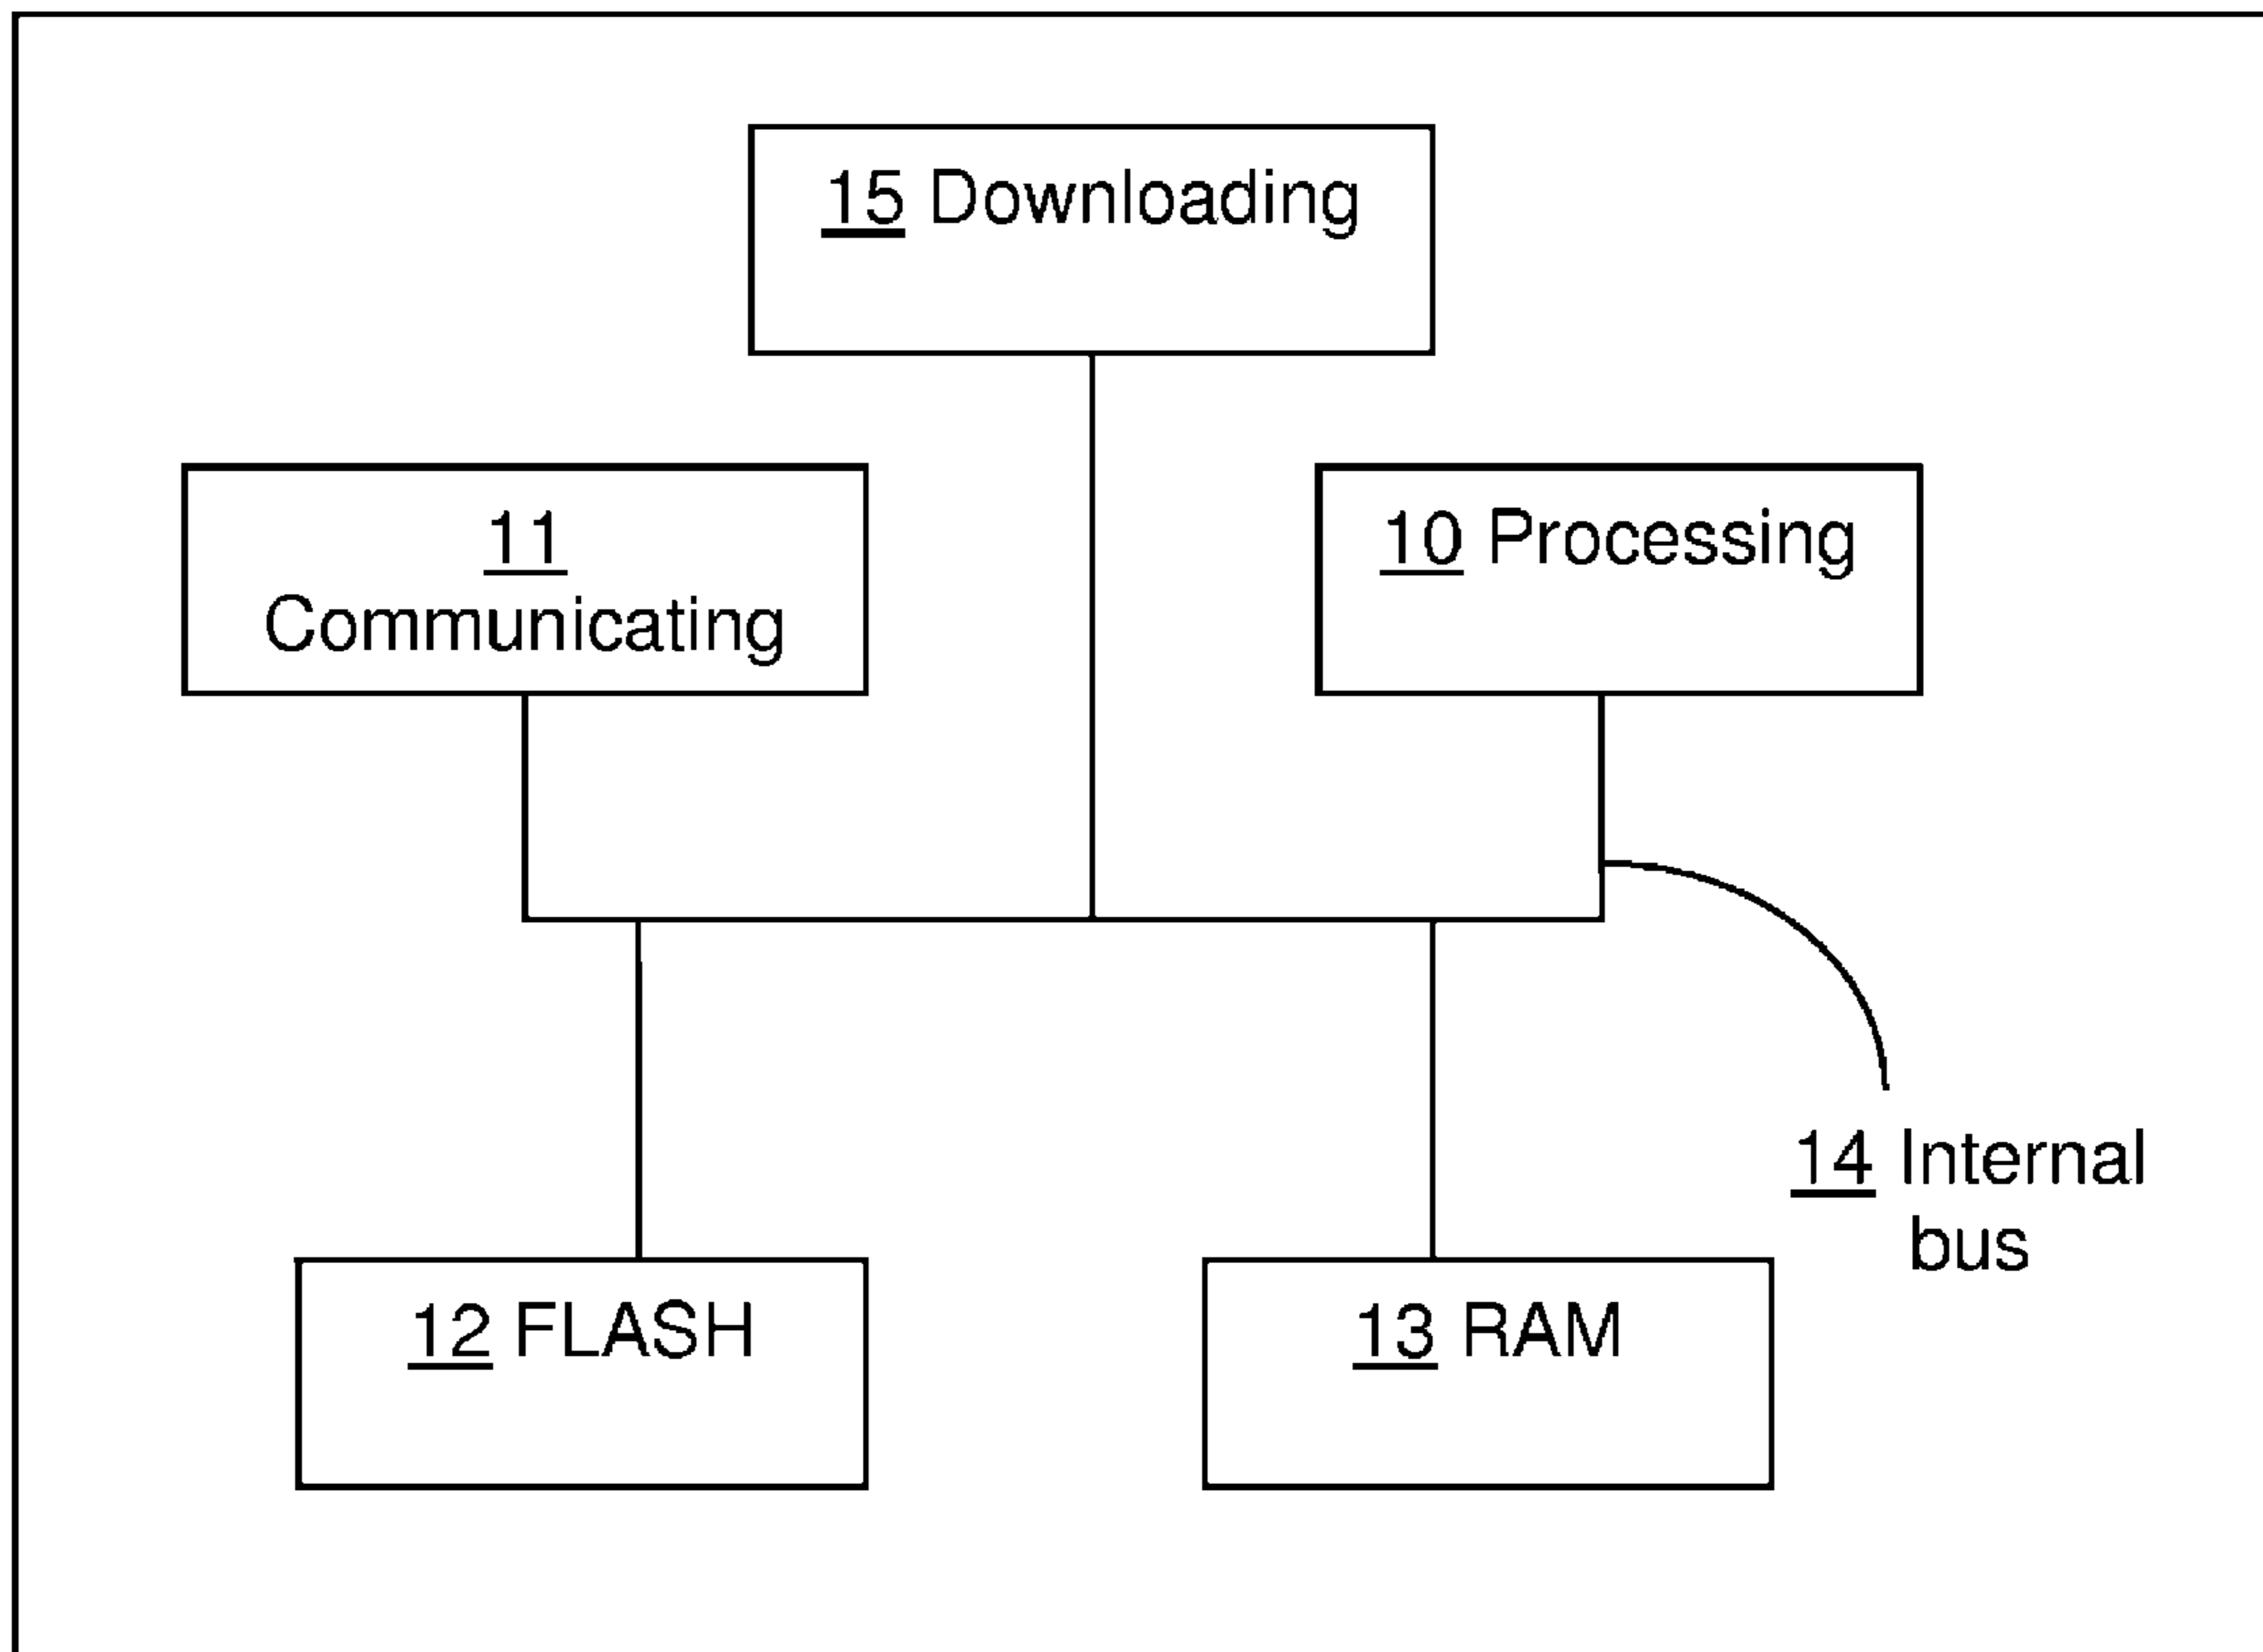 15 Downloading
11
Communicating
10 Processing
14 Internal
bus
12 FLASH
13 RAM